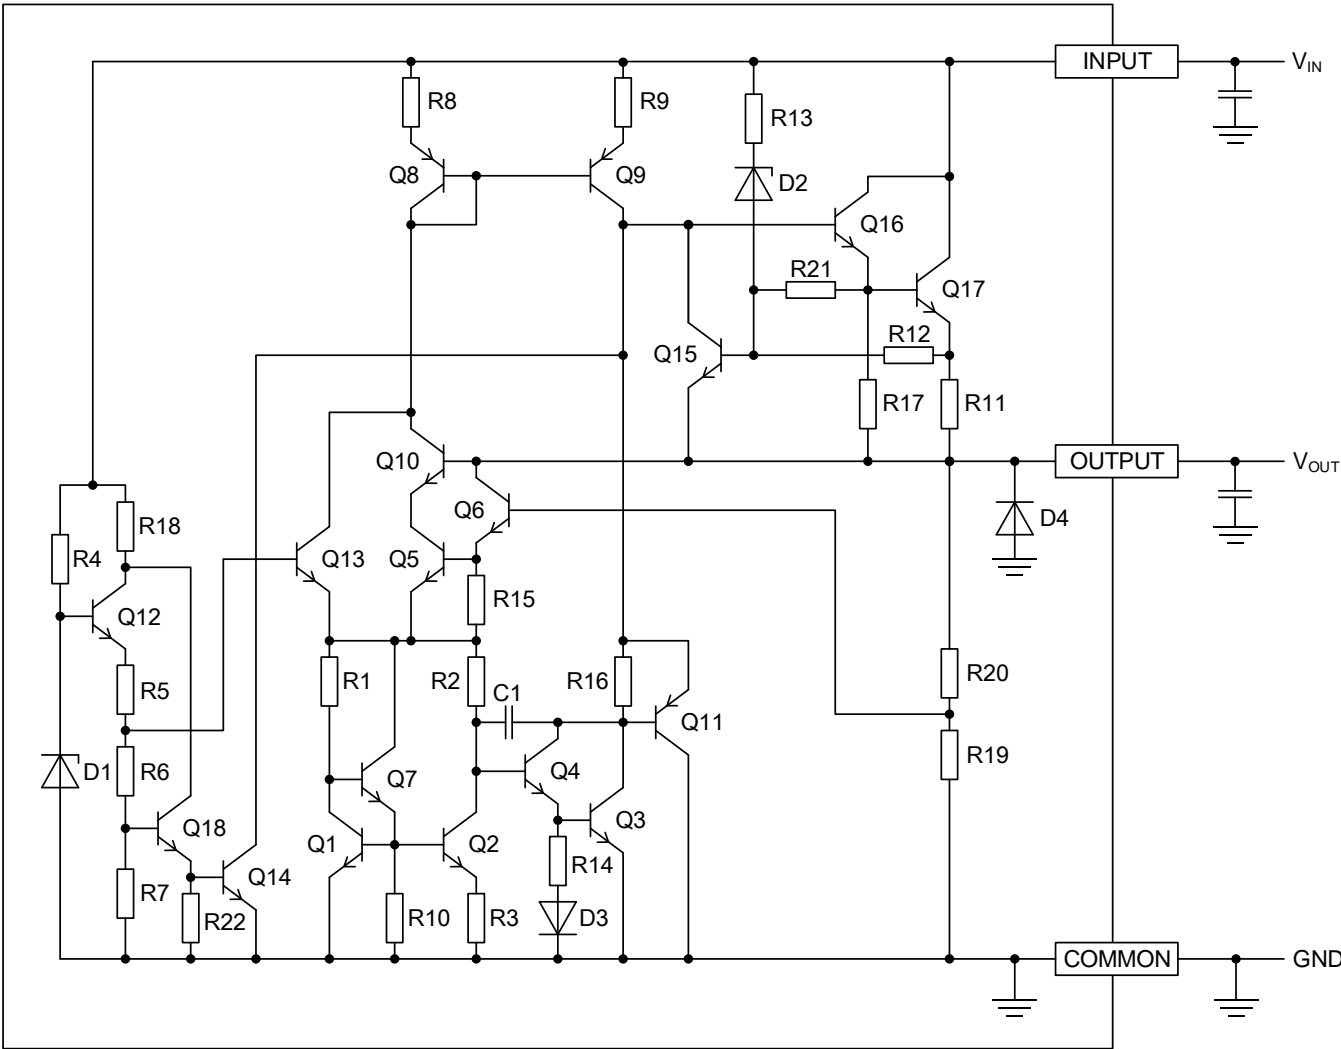 INPUT
V_IN
R8
R9
R13
Q8
Q9
D2
Q16
R21
Q17
R12
Q15
R17
R11
Q10
OUTPUT
V_OUT
Q6
D4
R18
R4
Q13
Q5
R15
Q12
R5
R1
R2
R16
R20
C1
Q11
D1
R6
Q7
Q4
R19
Q18
Q1
Q2
Q3
R14
Q14
R7
R22
R10
R3
D3
COMMON
GND